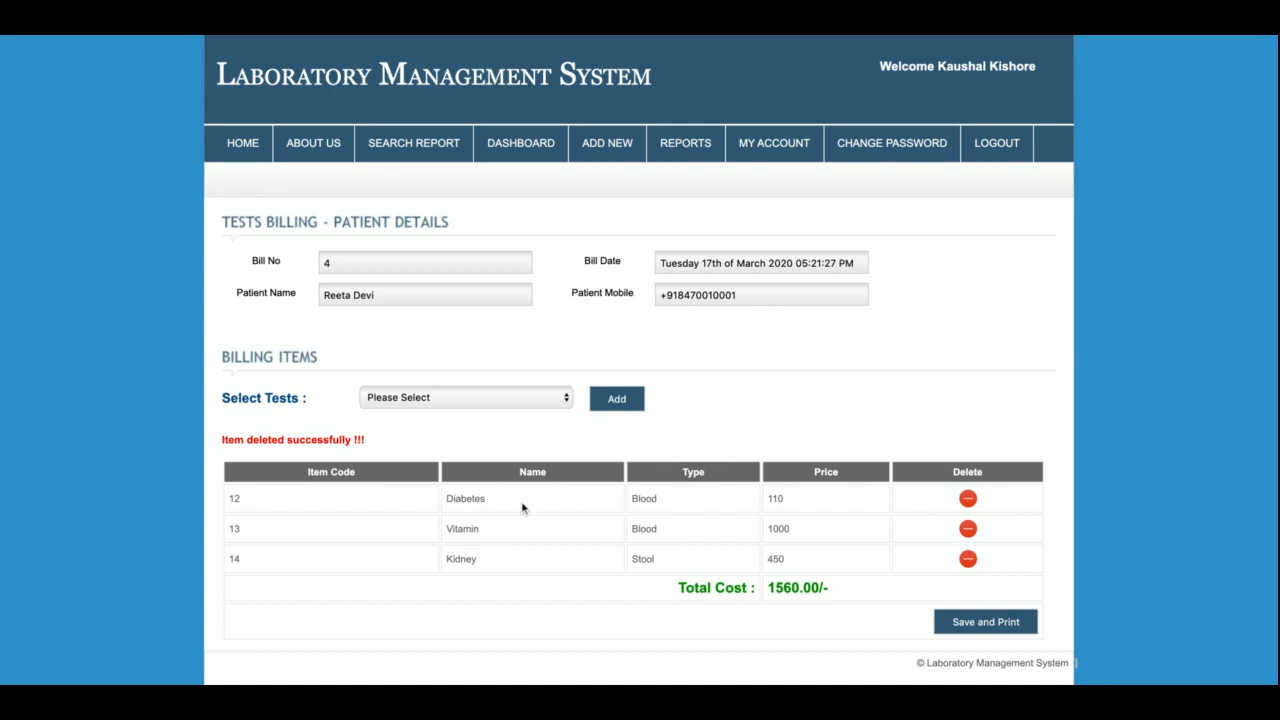 LABORATORY MANAGEMENT SYSTEM
Welcome Kaushal Kishore
HOME ABOUT US SEARCH REPORT DASHBOARD ADD NEW REPORTS MY ACCOUNT CHANGE PASSWORD LOGOUT
TESTS BILLING - PATIENT DETAILS
Bill No 4 Bill Date Tuesday 17th of March 2020 05:21:27 PM
Patient Name Reeta Devi Patient Mobile +918470010001
BILLING ITEMS
Select Tests : Please Select Add
Item deleted successfully !!!
Item Code Name Type Price Delete
12 Diabetes Blood 110
13 Vitamin Blood 1000
14 Kidney Stool 450
Total Cost : 1560.00/-
Save and Print
© Laboratory Management System |